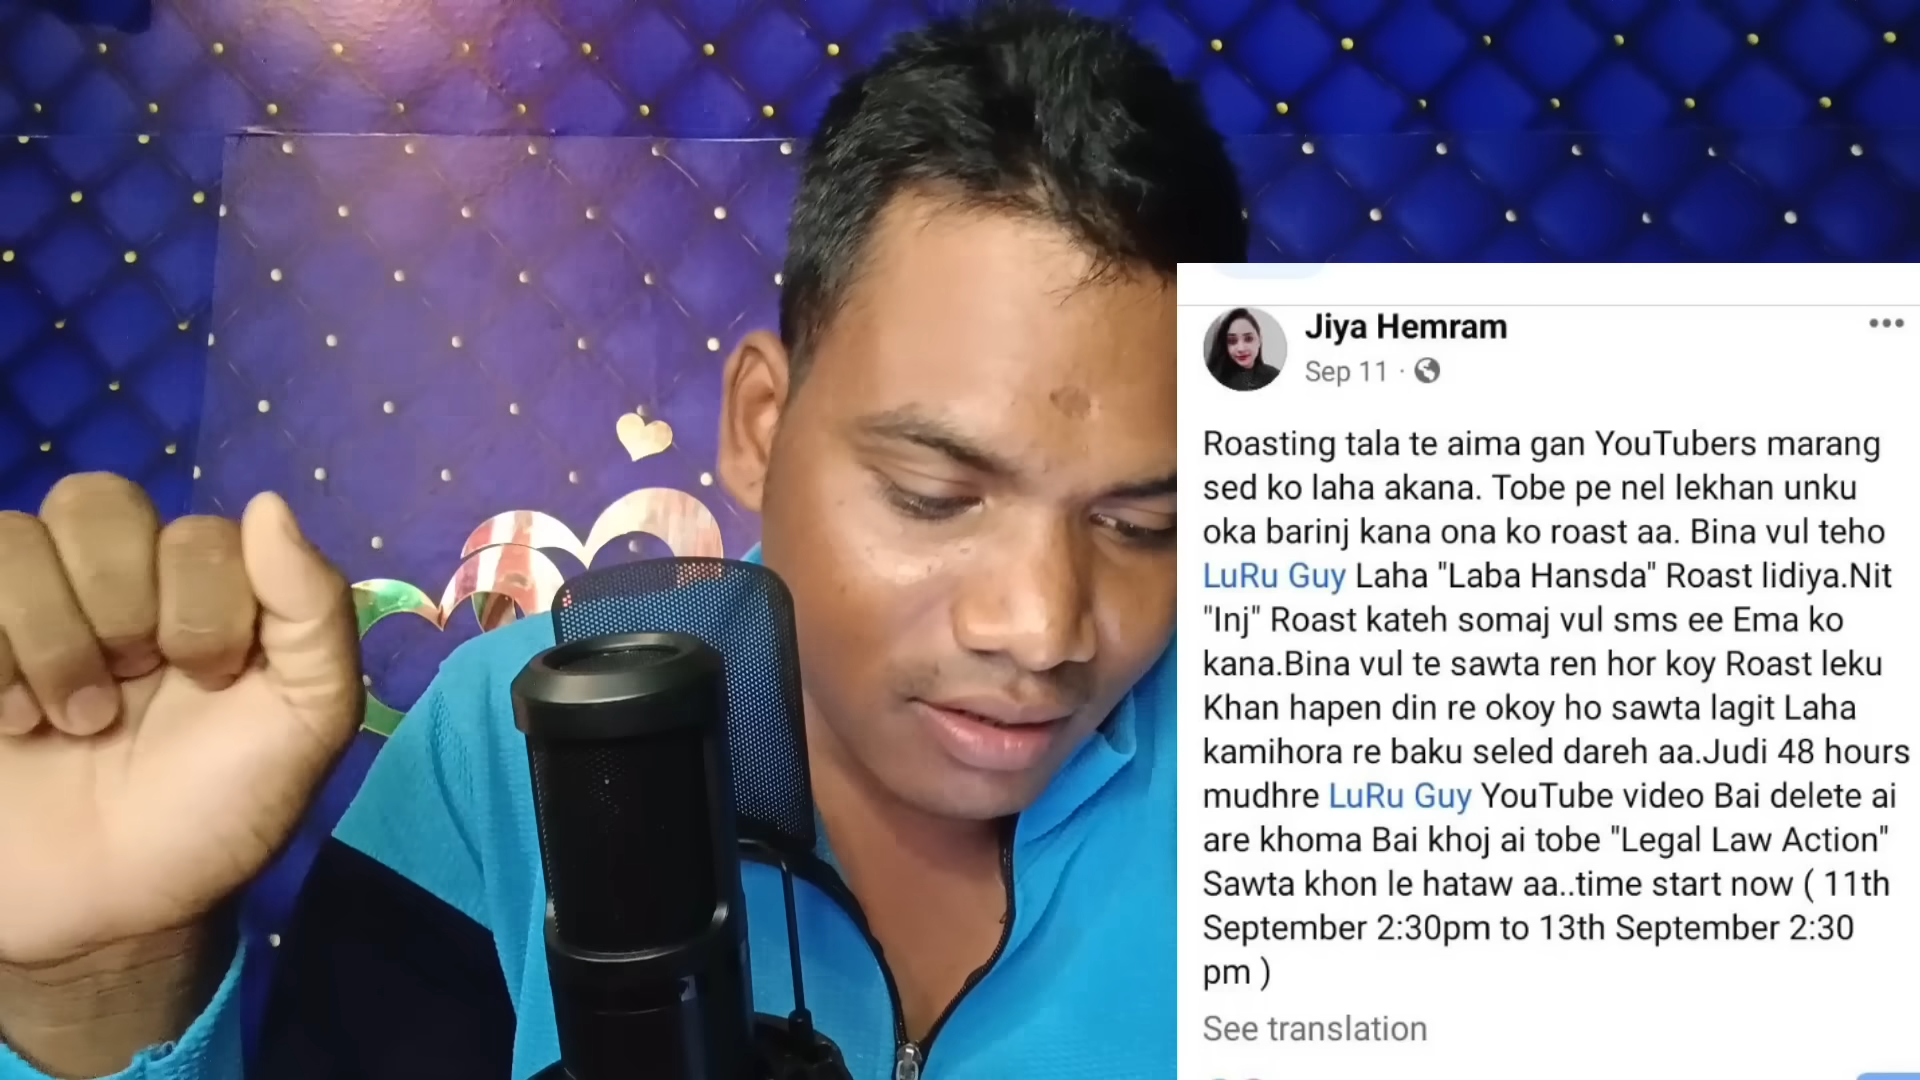 Jiya Hemram
Sep 11 ·
Roasting tala te aima gan YouTubers marang
sed ko laha akana. Tobe pe nel lekhan unku
oka barinj kana ona ko roast aa. Bina vul teho
LuRu Guy Laha "Laba Hansda" Roast lidiya.Nit
"Inj" Roast kateh somaj vul sms ee Ema ko
kana.Bina vul te sawta ren hor koy Roast leku
Khan hapen din re okoy ho sawta lagit Laha
kamihora re baku seled dareh aa.Judi 48 hours
mudhre LuRu Guy YouTube video Bai delete ai
are khoma Bai khoj ai tobe "Legal Law Action"
Sawta khon le hataw aa..time start now ( 11th
September 2:30pm to 13th September 2:30
pm )
See translation